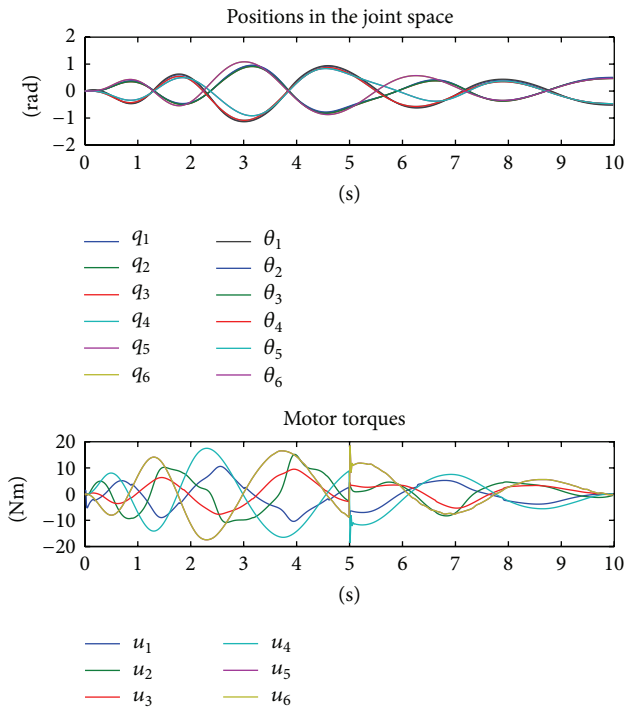 Positions in the joint space
2
1
0
−1
−2
(rad)
0 1 2 3 4 5 6 7 8 9 10
(s)
q1 θ1
q2 θ2
q3 θ3
q4 θ4
q5 θ5
q6 θ6
Motor torques
20
10
0
−10
−20
(Nm)
0 1 2 3 4 5 6 7 8 9 10
(s)
u1 u4
u2 u5
u3 u6